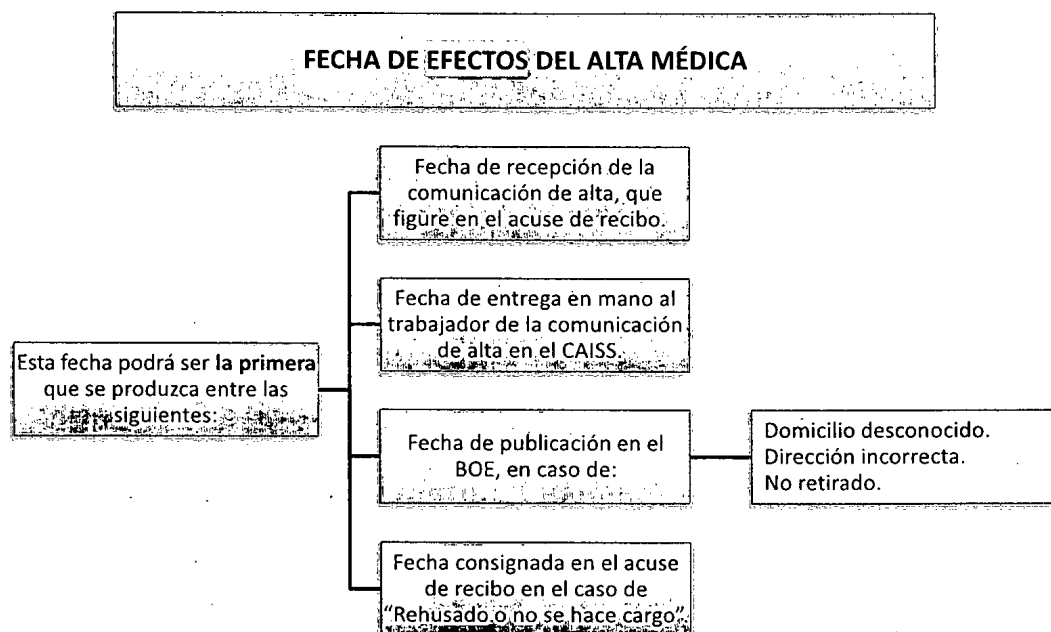 FECHA DE EFECTOS DEL ALTA MÉDICA
Fecha de recepción de la
comunicación de alta, que
figure en el acuse de recibo.
Fecha de entrega en mano al
trabajador de la comunicación
de alta en el CAISS.
Esta fecha podrá ser la primera
que se produzca entre las
siguientes:
Fecha de publicación en el
BOE, en caso de:
Domicilio desconocido.
Dirección incorrecta.
No retirado.
Fecha consignada en el acuse
de recibo en el caso de
"Rehusado o no se hace cargo".